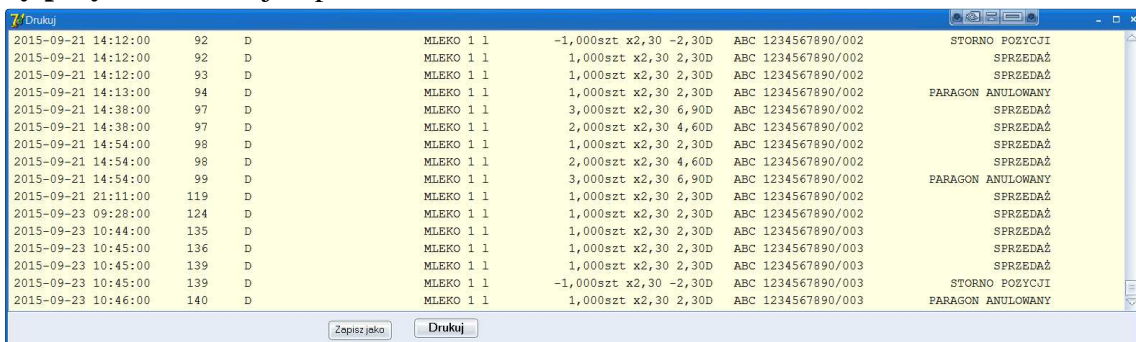 Drukuj
2015-09-21 14:12:00 92 D MLEKO 1 l -1,000szt x2,30 -2,30D ABC 1234567890/002 STORNO POZYCJI
2015-09-21 14:12:00 92 D MLEKO 1 l 1,000szt x2,30 2,30D ABC 1234567890/002 SPRZEDAŻ
2015-09-21 14:12:00 93 D MLEKO 1 l 1,000szt x2,30 2,30D ABC 1234567890/002 SPRZEDAŻ
2015-09-21 14:13:00 94 D MLEKO 1 l 1,000szt x2,30 2,30D ABC 1234567890/002 PARAGON ANULOWANY
2015-09-21 14:38:00 97 D MLEKO 1 l 3,000szt x2,30 6,90D ABC 1234567890/002 SPRZEDAŻ
2015-09-21 14:38:00 97 D MLEKO 1 l 2,000szt x2,30 4,60D ABC 1234567890/002 SPRZEDAŻ
2015-09-21 14:54:00 98 D MLEKO 1 l 1,000szt x2,30 2,30D ABC 1234567890/002 SPRZEDAŻ
2015-09-21 14:54:00 98 D MLEKO 1 l 2,000szt x2,30 4,60D ABC 1234567890/002 SPRZEDAŻ
2015-09-21 14:54:00 99 D MLEKO 1 l 3,000szt x2,30 6,90D ABC 1234567890/002 PARAGON ANULOWANY
2015-09-21 21:11:00 119 D MLEKO 1 l 1,000szt x2,30 2,30D ABC 1234567890/002 SPRZEDAŻ
2015-09-23 09:28:00 124 D MLEKO 1 l 1,000szt x2,30 2,30D ABC 1234567890/002 SPRZEDAŻ
2015-09-23 10:44:00 135 D MLEKO 1 l 1,000szt x2,30 2,30D ABC 1234567890/003 SPRZEDAŻ
2015-09-23 10:45:00 136 D MLEKO 1 l 1,000szt x2,30 2,30D ABC 1234567890/003 SPRZEDAŻ
2015-09-23 10:45:00 139 D MLEKO 1 l 1,000szt x2,30 2,30D ABC 1234567890/003 SPRZEDAŻ
2015-09-23 10:45:00 139 D MLEKO 1 l -1,000szt x2,30 -2,30D ABC 1234567890/003 STORNO POZYCJI
2015-09-23 10:46:00 140 D MLEKO 1 l 1,000szt x2,30 2,30D ABC 1234567890/003 PARAGON ANULOWANY
Zapisz jako Drukuj